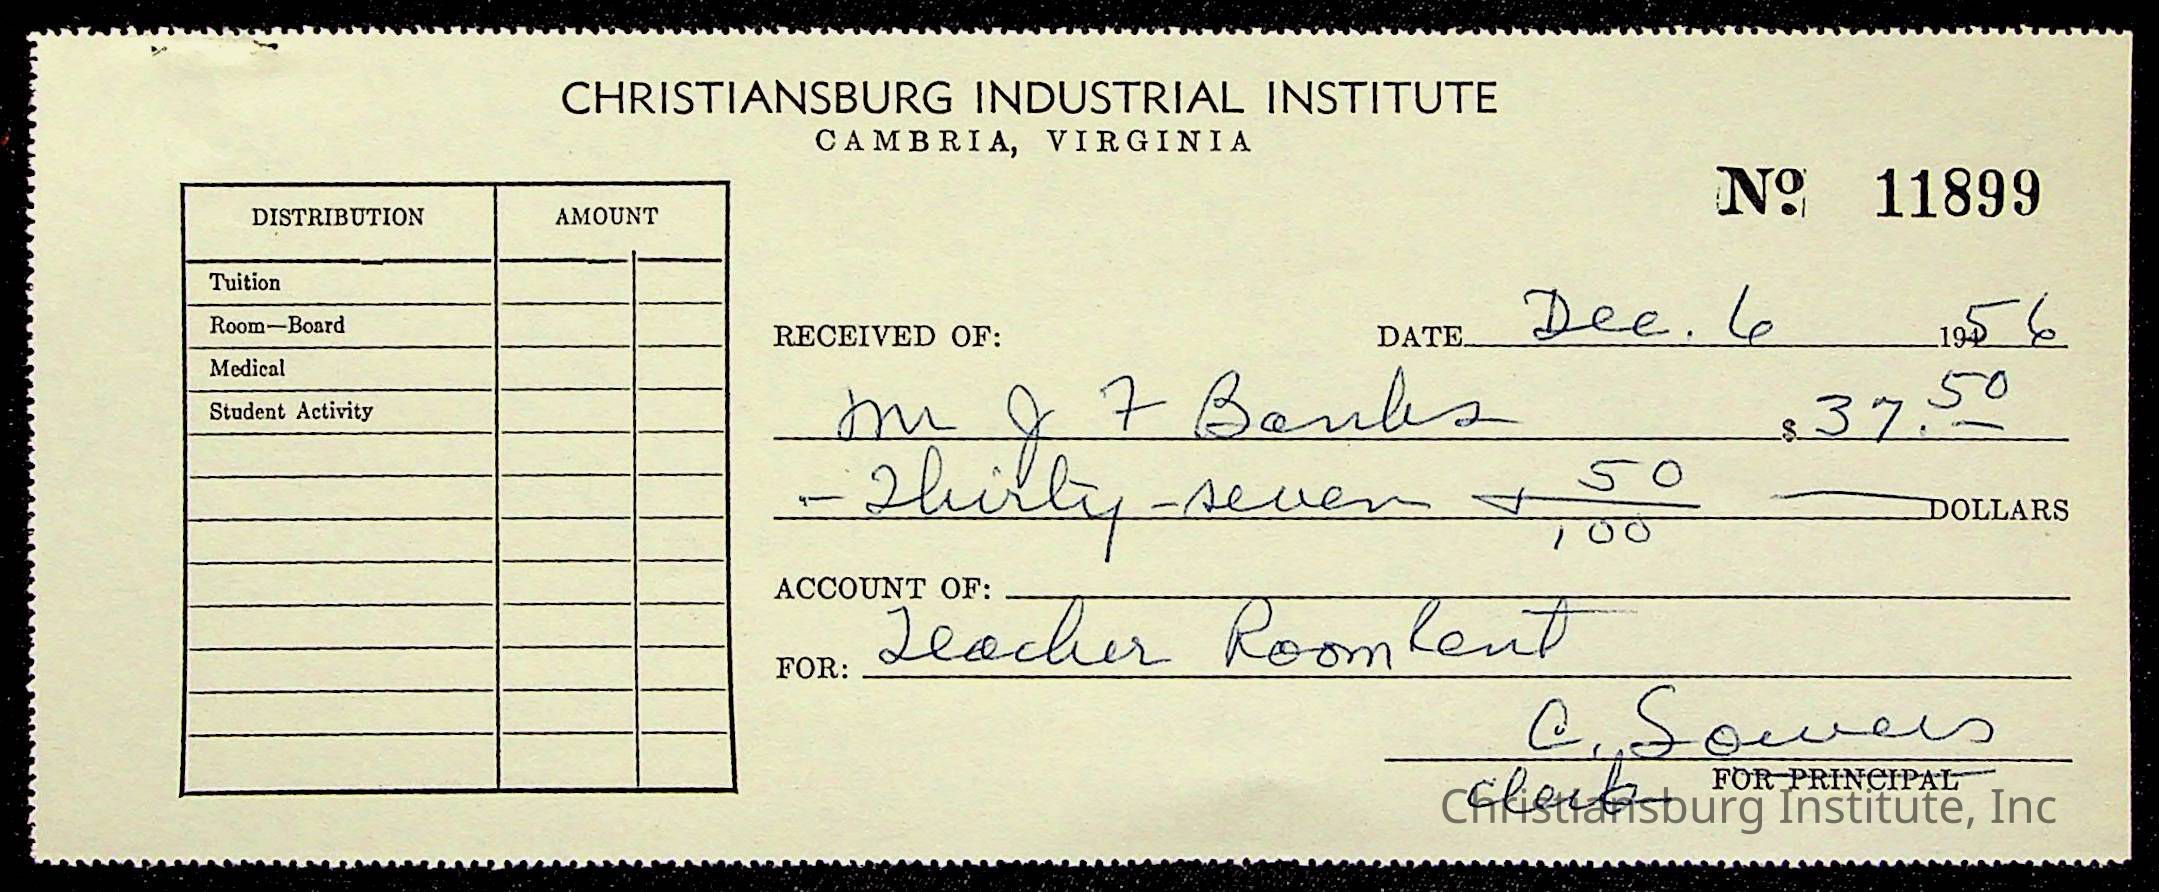 CHRISTIANSBURG INDUSTRIAL INSTITUTE
CAMBRIA, VIRGINIA
Nº 11899
DISTRIBUTION AMOUNT
Tuition
Room—Board
Medical
Student Activity
RECEIVED OF: DATE Dec. 6 1956
Mr J F Banks $ 37.50
- Thirty-seven + 50/100 — DOLLARS
ACCOUNT OF:
FOR: Teacher Room Rent
C. Sowers
Clerk FOR PRINCIPAL
Christiansburg Institute, Inc